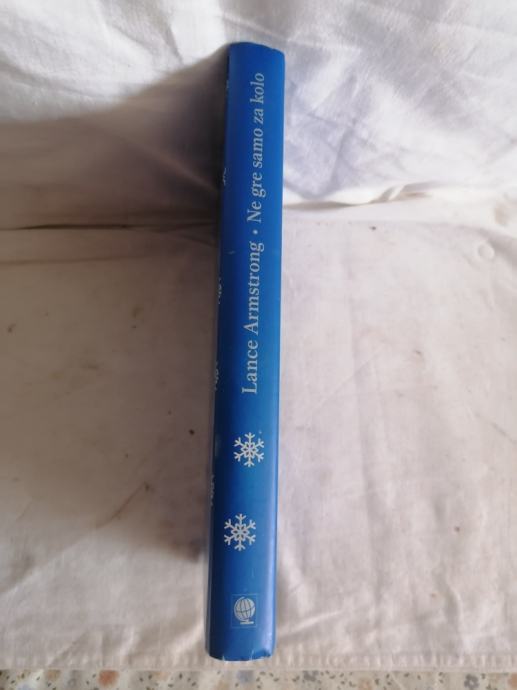 Lance Armstrong • Ne gre samo za kolo